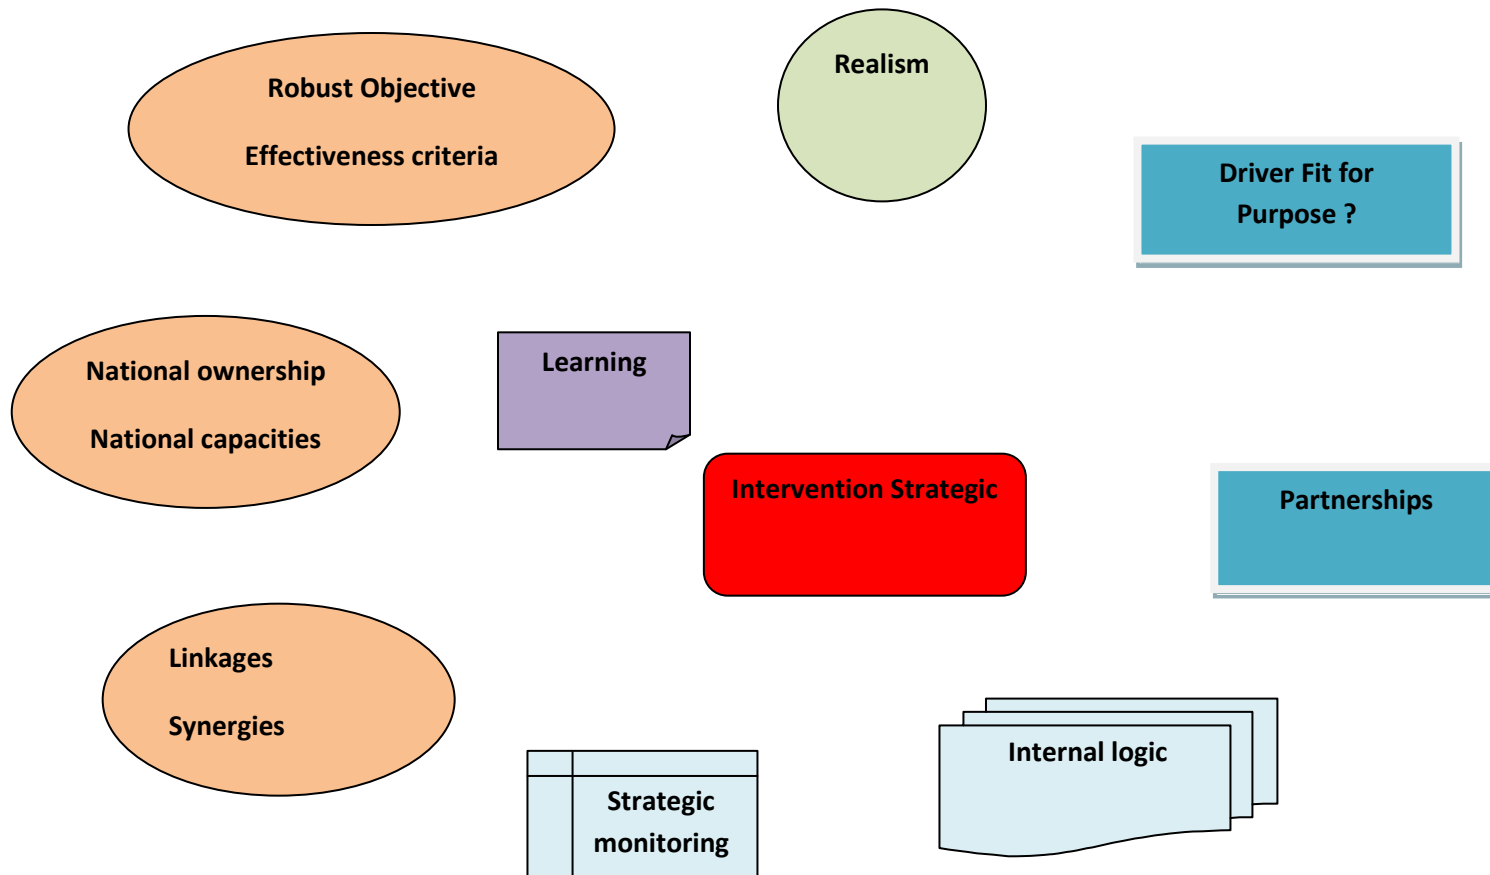 Robust Objective
Effectiveness criteria
Realism
Driver Fit for
Purpose ?
National ownership
National capacities
Learning
Intervention Strategic
Partnerships
Linkages
Synergies
Strategic
monitoring
Internal logic